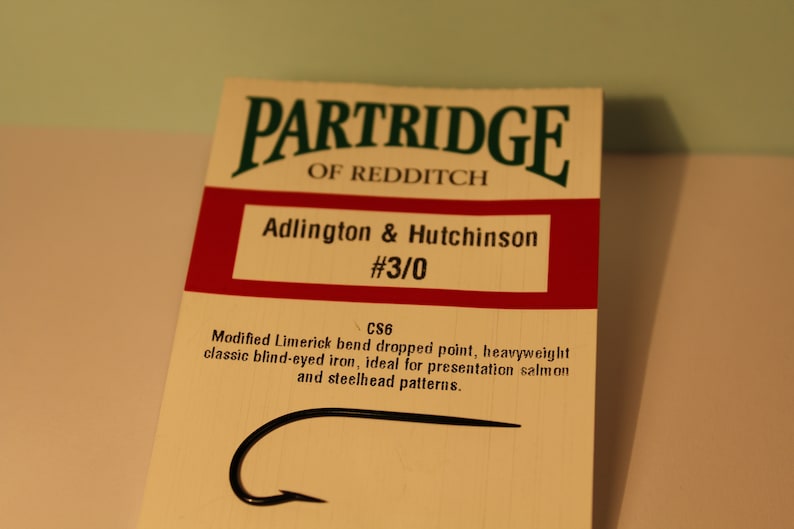 PARTRIDGE
OF REDDITCH
Adlington & Hutchinson
#3/0
CS6
Modified Limerick bend dropped point, heavyweight
classic blind-eyed iron, ideal for presentation salmon
and steelhead patterns.